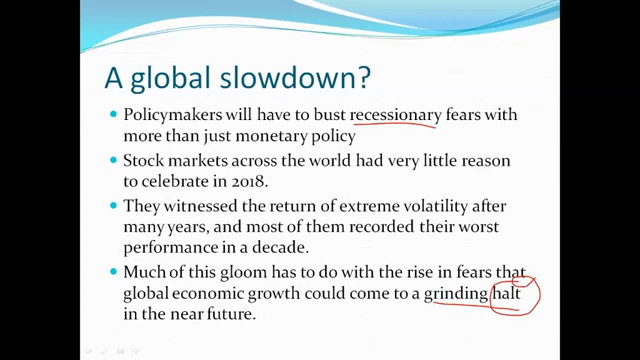 A global slowdown?
Policymakers will have to bust recessionary fears with
more than just monetary policy
Stock markets across the world had very little reason
to celebrate in 2018.
They witnessed the return of extreme volatility after
many years, and most of them recorded their worst
performance in a decade.
Much of this gloom has to do with the rise in fears that
global economic growth could come to a grinding halt
in the near future.